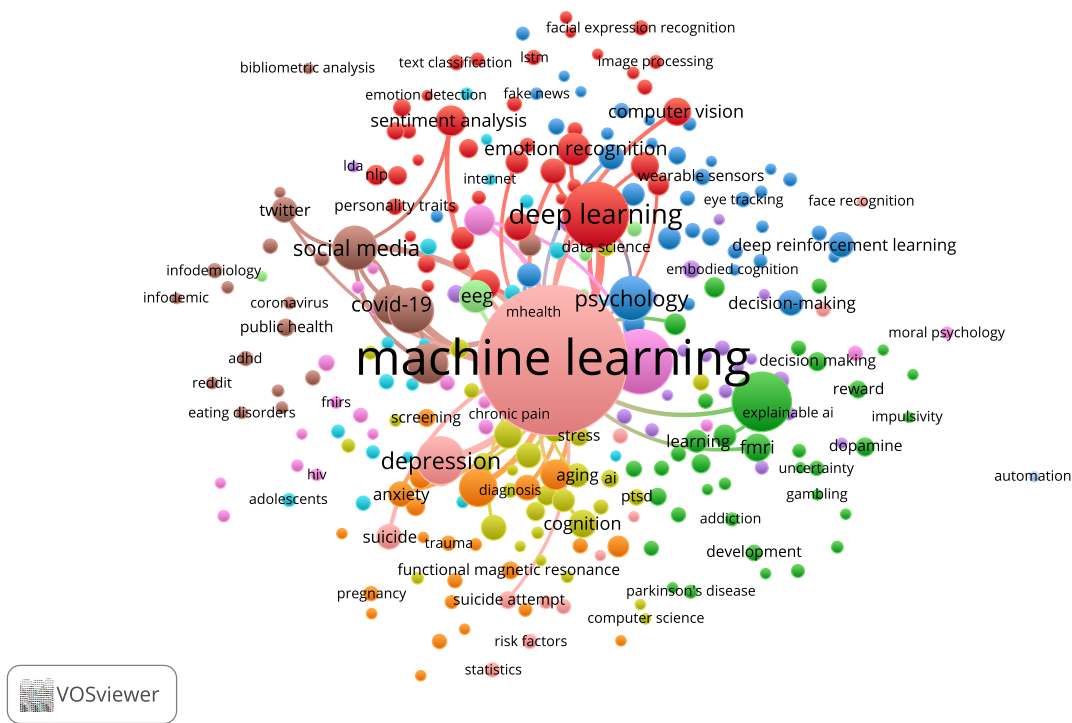 facial expression recognition
text classification
lstm
image processing
bibliometric analysis
emotion detection
fake news
computer vision
sentiment analysis
emotion recognition
lda
nlp
internet
wearable sensors
twitter
personality traits
eye tracking
face recognition
deep learning
social media
data science
deep reinforcement learning
infodemiology
embodied cognition
infodemic
coronavirus
covid-19
eeg
mhealth
psychology
decision-making
public health
moral psychology
adhd
machine learning
decision making
reddit
reward
eating disorders
fnirs
screening
chronic pain
explainable ai
impulsivity
stress
learning
fmri
dopamine
depression
hiv
aging
ai
uncertainty
automation
adolescents
anxiety
diagnosis
ptsd
gambling
suicide
trauma
cognition
addiction
development
functional magnetic resonance
pregnancy
suicide attempt
parkinson's disease
computer science
risk factors
statistics
VOSviewer